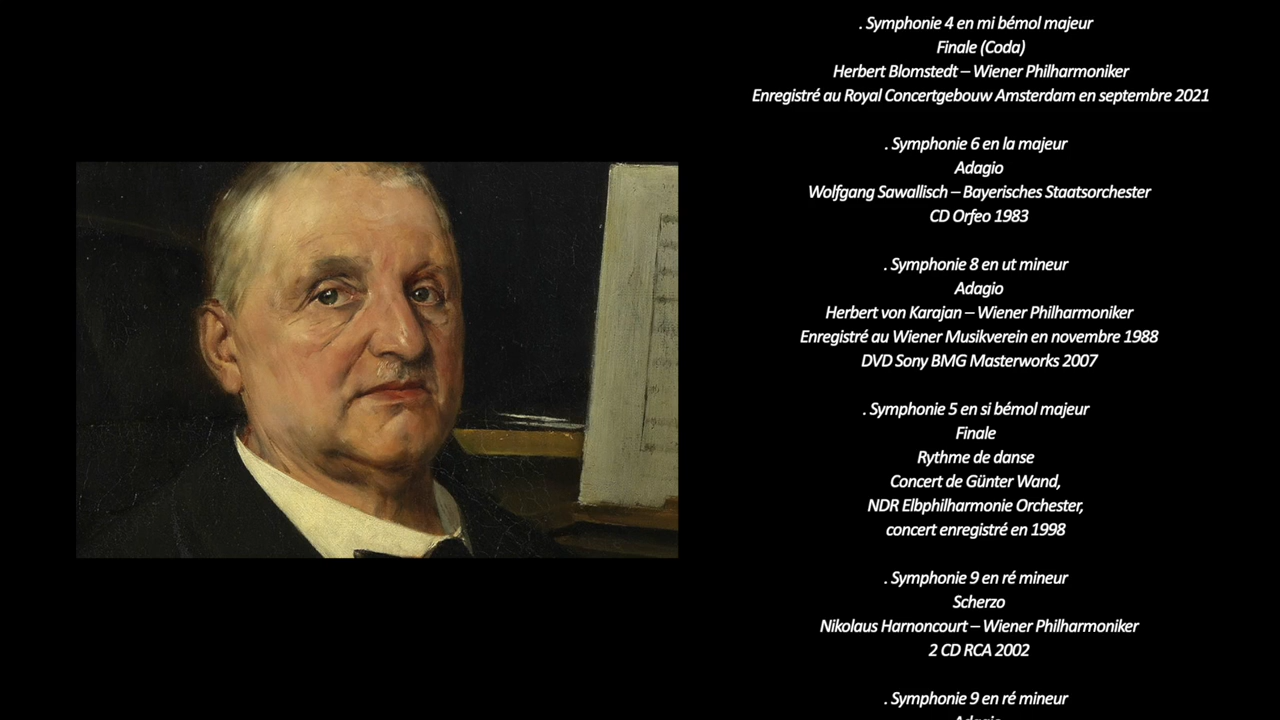 . Symphonie 4 en mi bémol majeur
Finale (Coda)
Herbert Blomstedt – Wiener Philharmoniker
Enregistré au Royal Concertgebouw Amsterdam en septembre 2021
. Symphonie 6 en la majeur
Adagio
Wolfgang Sawallisch – Bayerisches Staatsorchester
CD Orfeo 1983
. Symphonie 8 en ut mineur
Adagio
Herbert von Karajan – Wiener Philharmoniker
Enregistré au Wiener Musikverein en novembre 1988
DVD Sony BMG Masterworks 2007
. Symphonie 5 en si bémol majeur
Finale
Rythme de danse
Concert de Günter Wand,
NDR Elbphilharmonie Orchester,
concert enregistré en 1998
. Symphonie 9 en ré mineur
Scherzo
Nikolaus Harnoncourt – Wiener Philharmoniker
2 CD RCA 2002
. Symphonie 9 en ré mineur
Adagio